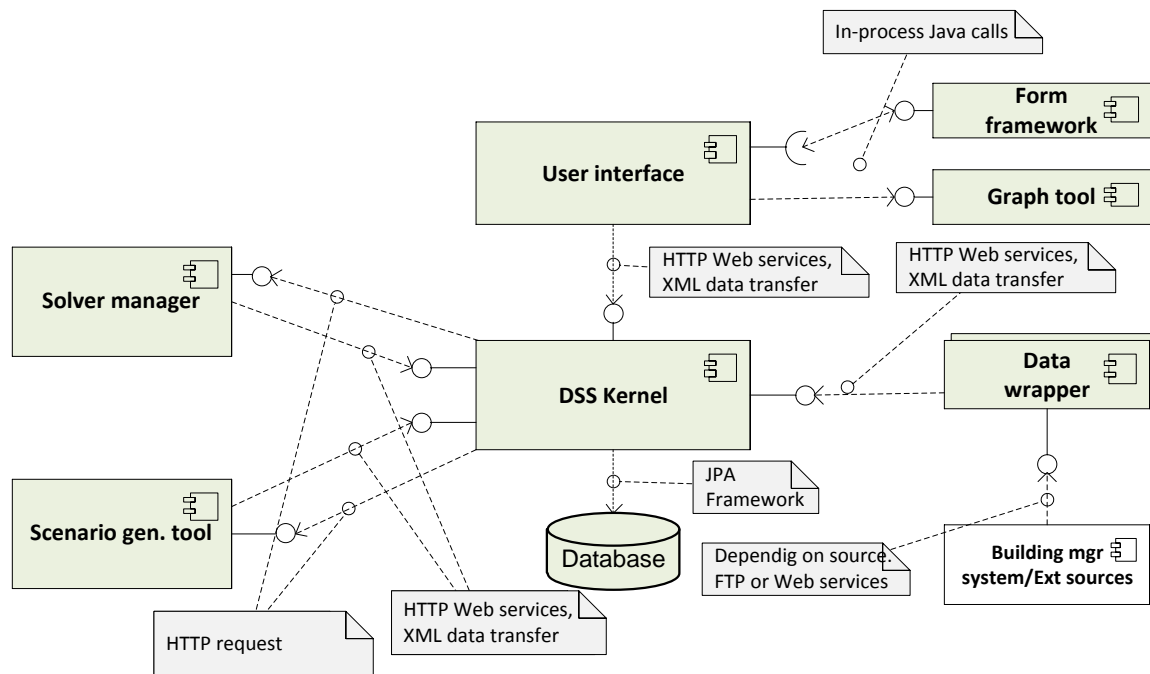 In-process Java calls
Form
framework
User interface
Graph tool
HTTP Web services,
XML data transfer
HTTP Web services,
XML data transfer
Solver manager
DSS Kernel
Data
wrapper
JPA
Framework
Scenario gen. tool
Database
Dependig on source.
FTP or Web services
Building mgr
system/Ext sources
HTTP Web services,
XML data transfer
HTTP request